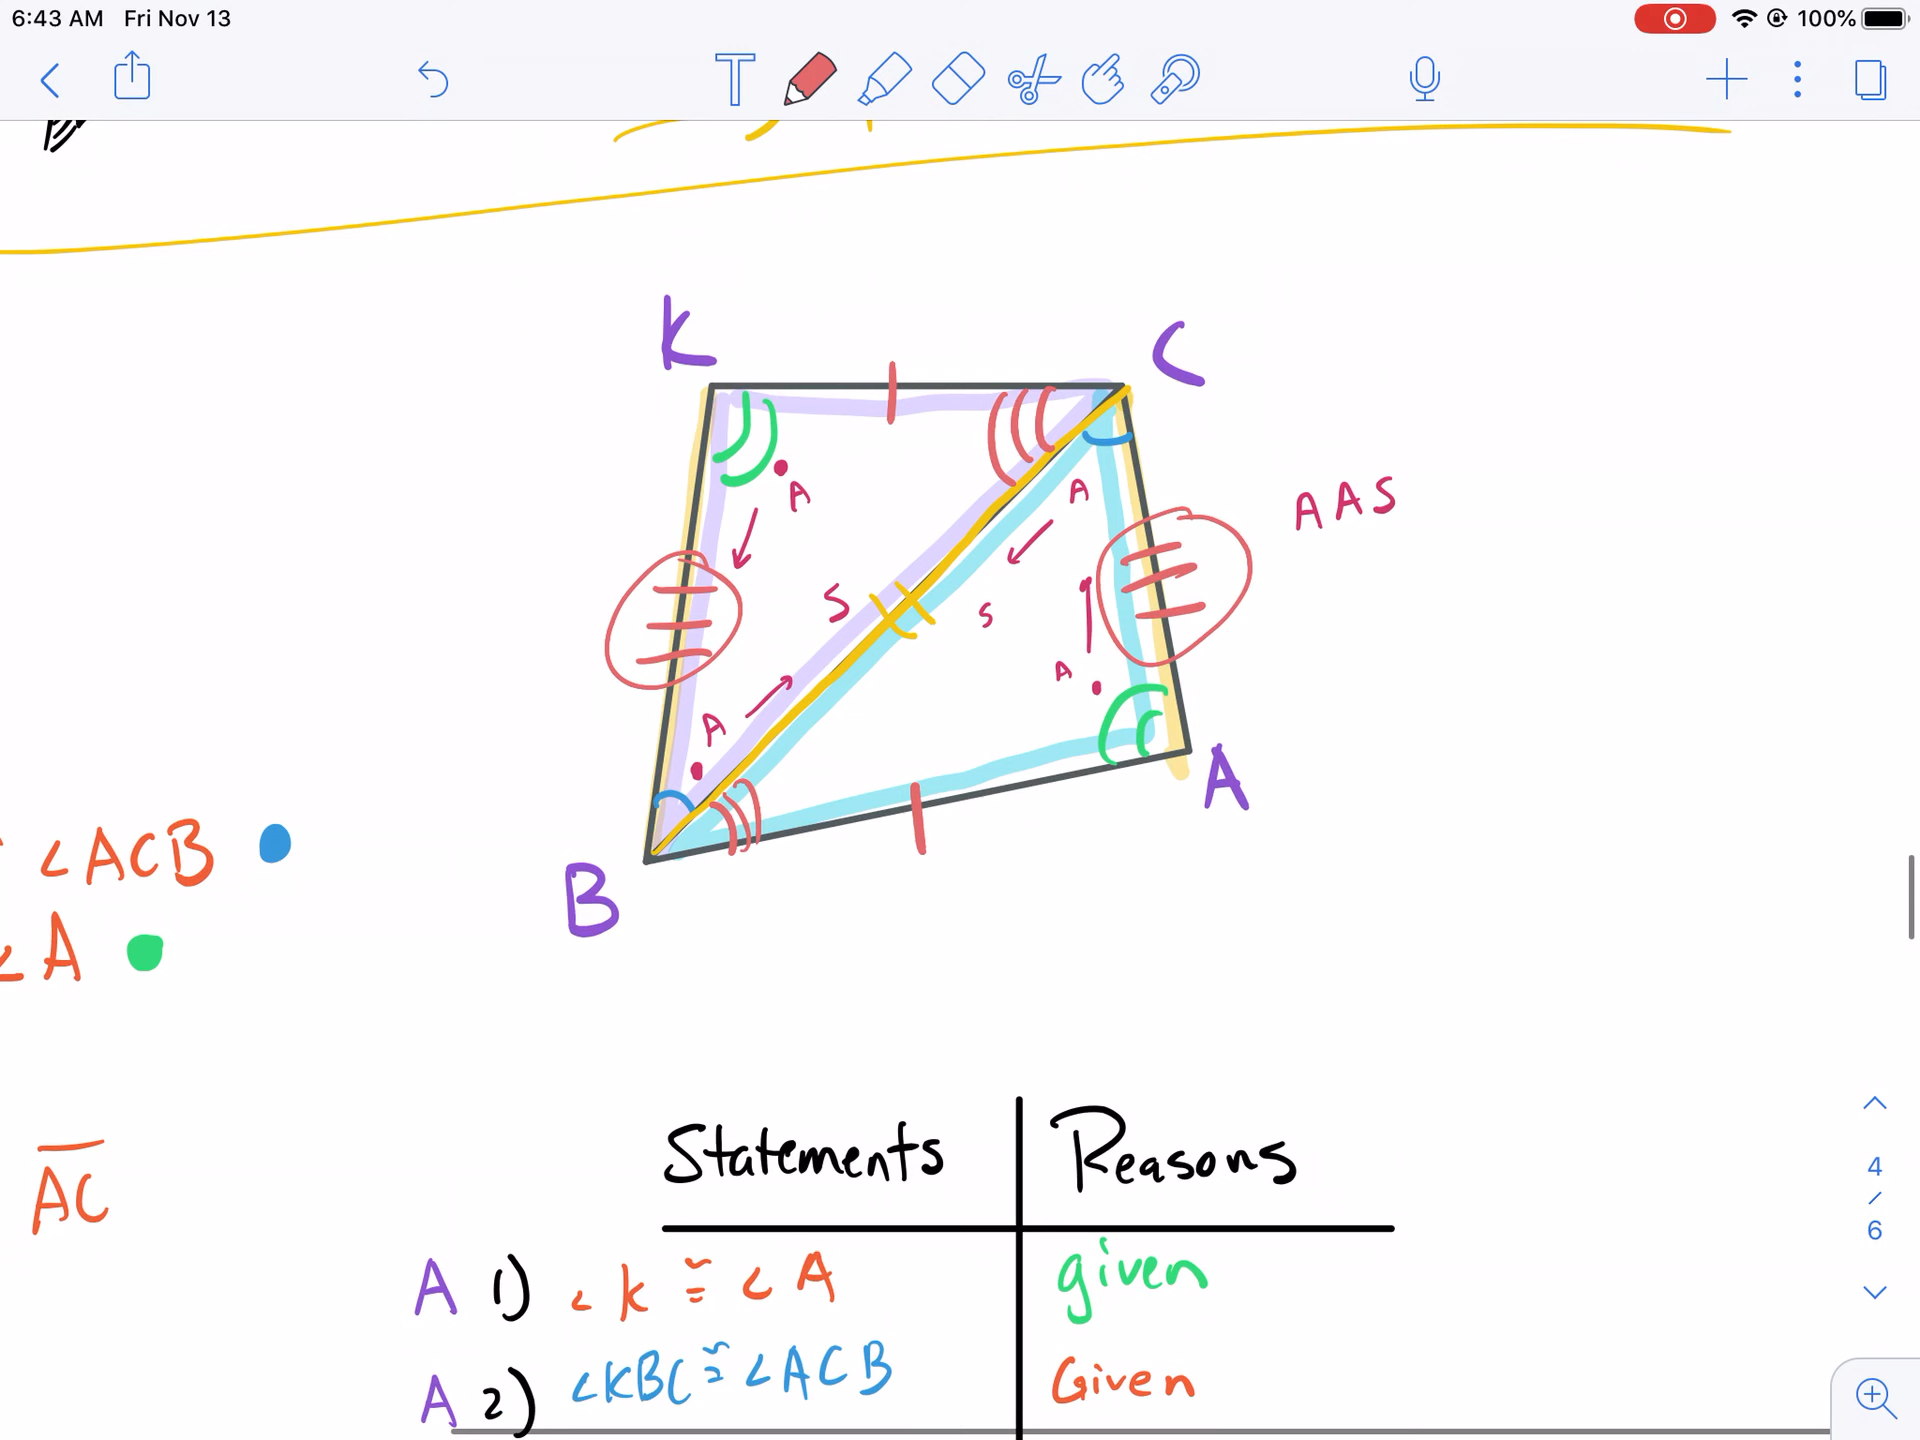 6:43 AM Fri Nov 13
100%
T
K
C
A
A
AAS
S
S
A
A
A
B
∠ACB
∠A
AC
Statements Reasons
A 1) ∠K ≅ ∠A given
A 2) ∠KBC ≅ ∠ACB Given
4
/
6